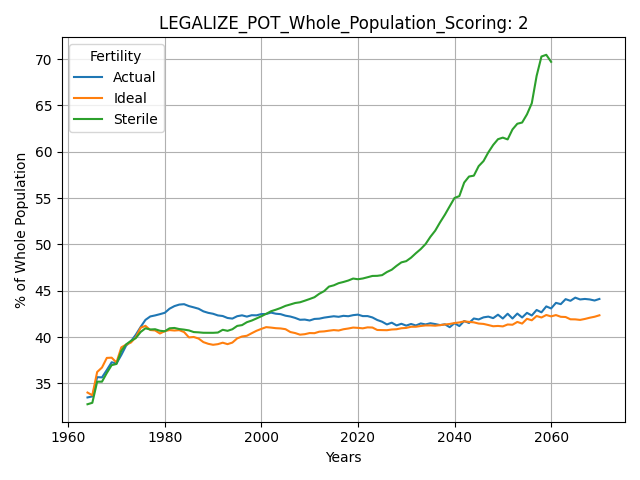 LEGALIZE_POT_Whole_Population_Scoring: 2
Fertility
Actual
Ideal
Sterile
% of Whole Population
70
65
60
55
50
45
40
35
1960
1980
2000
2020
2040
2060
Years